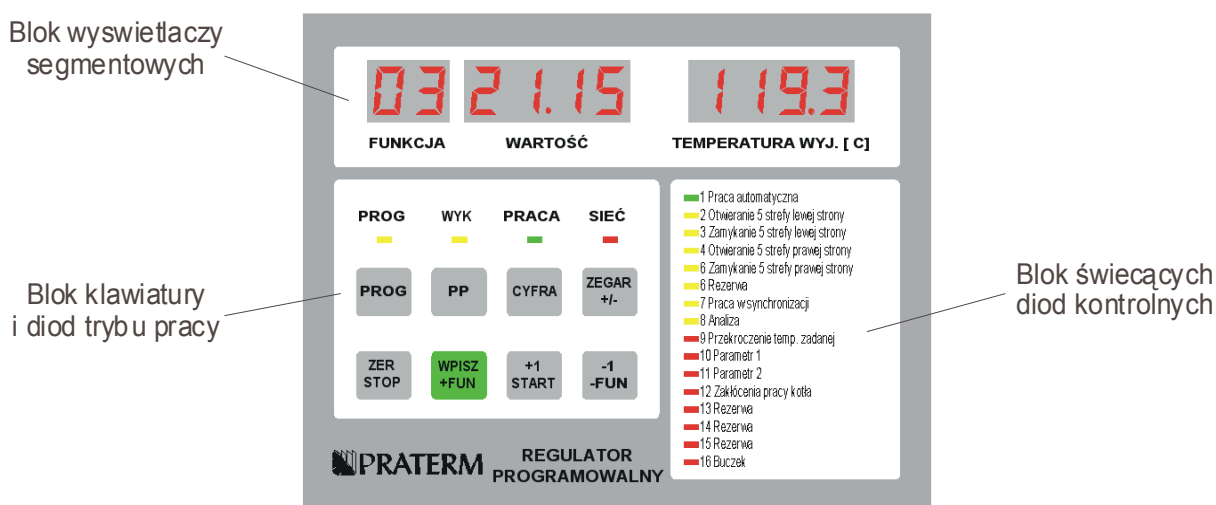 Blok wyswietlaczy
segmentowych
03 21.15 119.3
FUNKCJA WARTOŚĆ TEMPERATURA WYJ. [ C]
PROG WYK PRACA SIEĆ
PROG PP CYFRA ZEGAR
+/-
ZER
STOP
WPISZ
+FUN
+1
START
-1
-FUN
Blok klawiatury
i diod trybu pracy
PRATERM
REGULATOR
PROGRAMOWALNY
1 Praca automatyczna
2 Otwieranie 5 strefy lewej strony
3 Zamykanie 5 strefy lewej strony
4 Otwieranie 5 strefy prawej strony
6 Zamykanie 5 strefy prawej strony
6 Rezerwa
7 Praca w synchronizacji
8 Analiza
9 Przekroczenie temp. zadanej
10 Parametr 1
11 Parametr 2
12 Zakłócenia pracy kotła
13 Rezerwa
14 Rezerwa
15 Rezerwa
16 Buczek
Blok świecących
diod kontrolnych